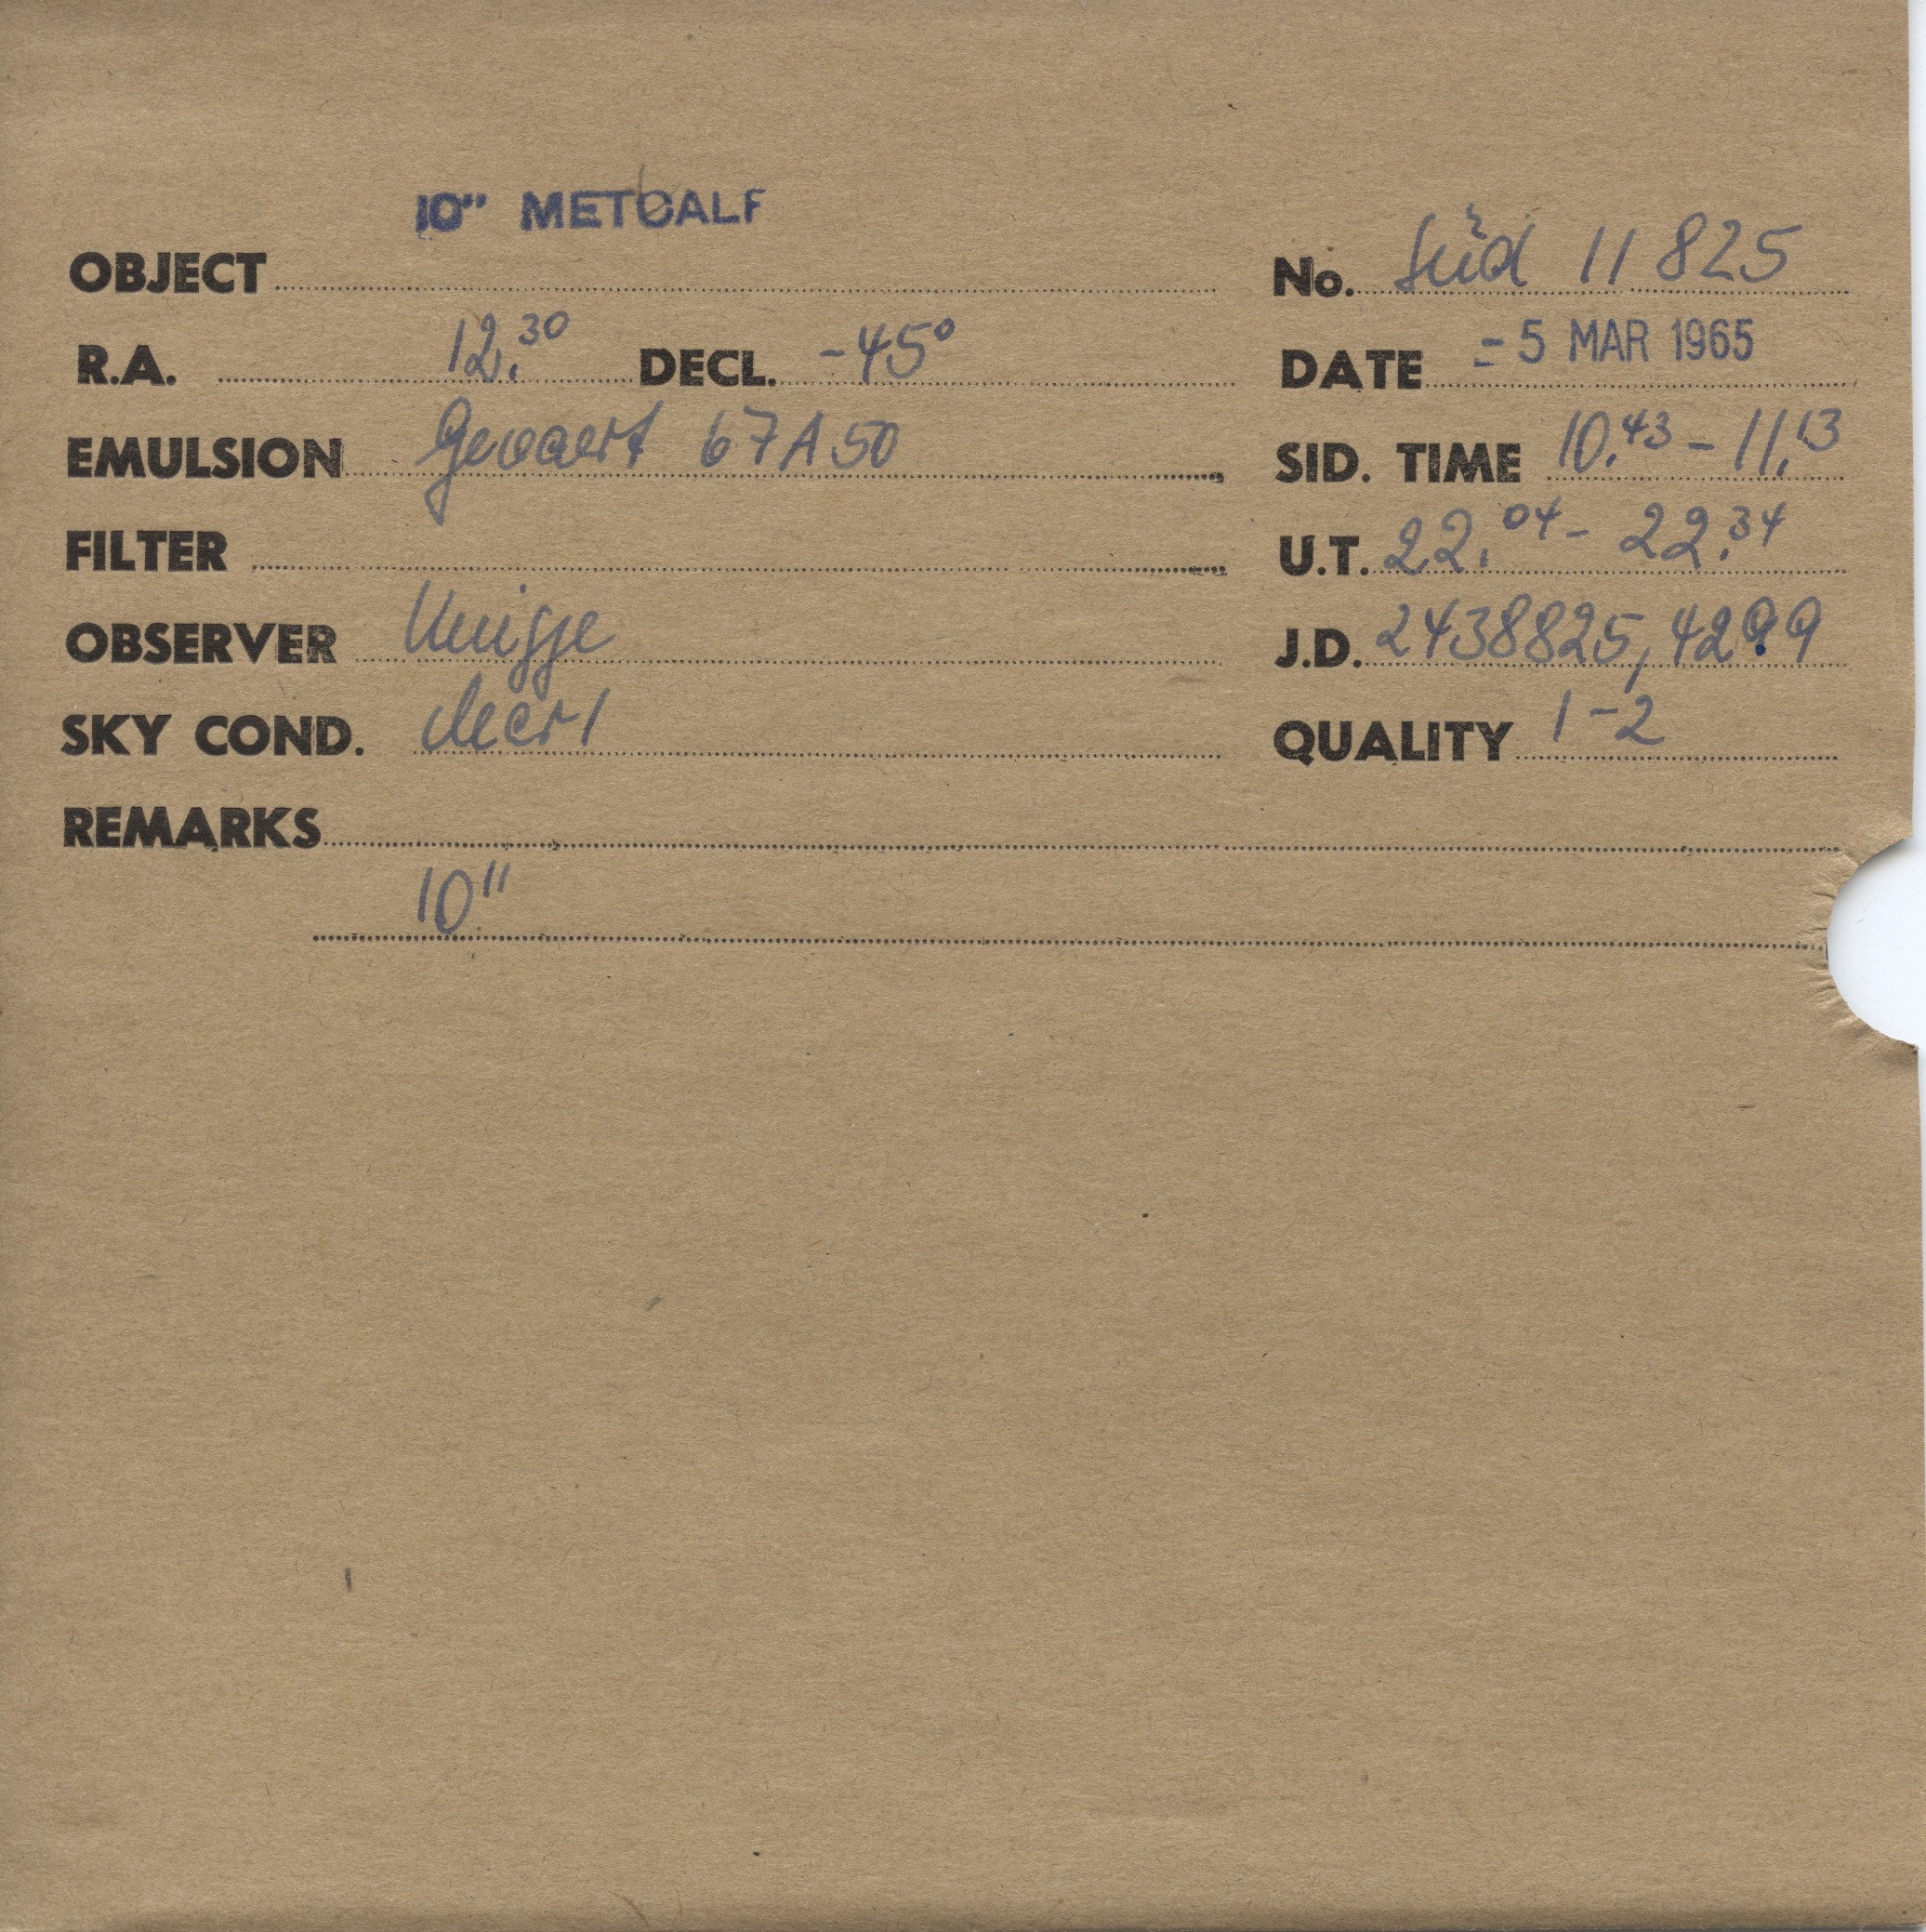 10" METCALF
OBJECT No. Süd 11825
R.A. 12.30 DECL. -45° DATE -5 MAR 1965
EMULSION Gevaert 67A50 SID. TIME 10.43 - 11.13
FILTER U.T. 22.04 - 22.34
OBSERVER J.D. 2438825,4299
SKY COND. clear QUALITY 1-2
REMARKS
10"